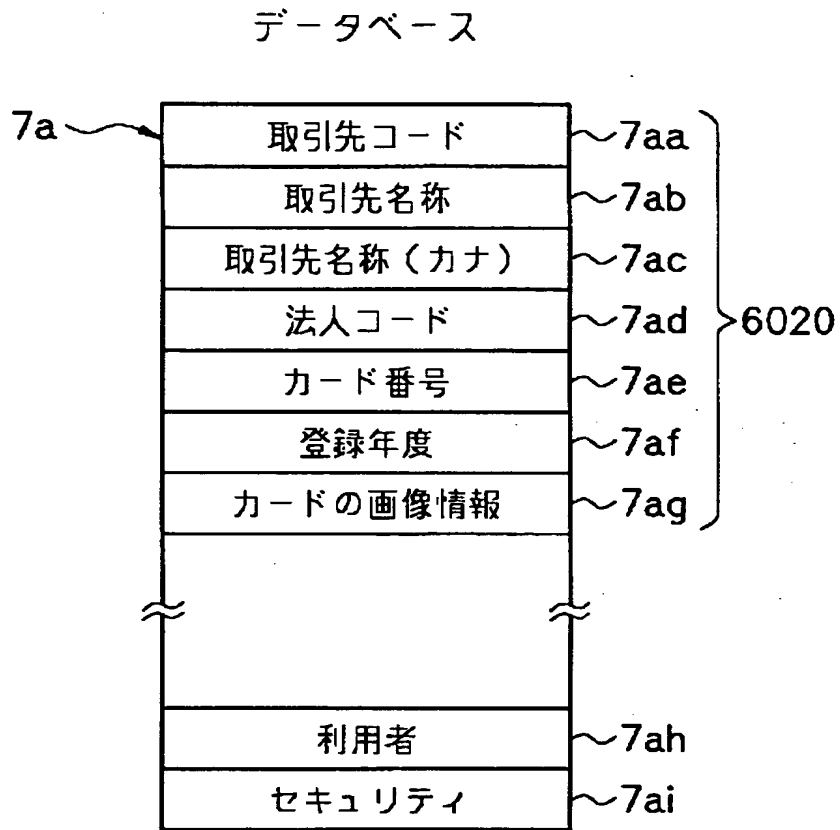 データベース
7a
取引先コード 7aa
取引先名称 7ab
取引先名称(カナ) 7ac
法人コード 7ad
6020
カード番号 7ae
登録年度 7af
カードの画像情報 7ag
利用者 7ah
セキュリティ 7ai